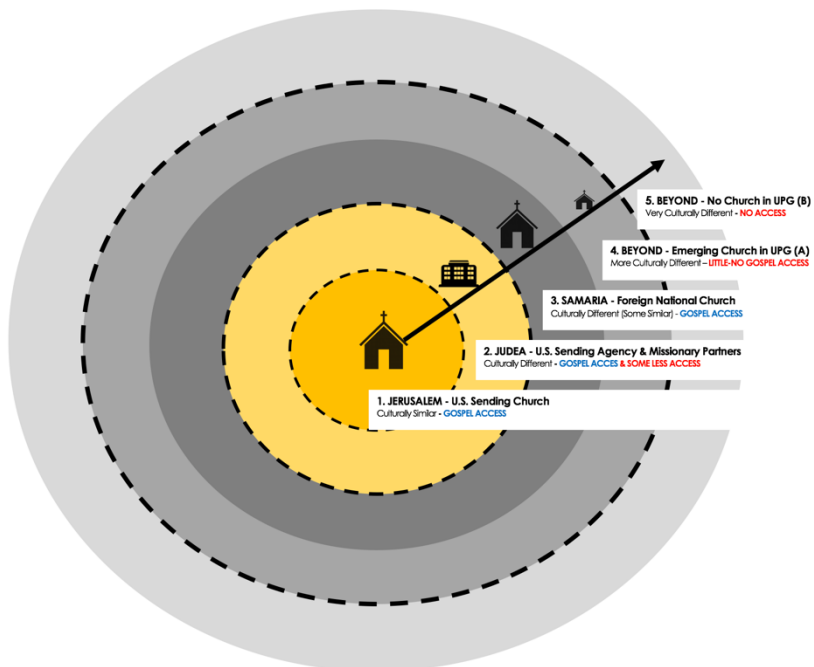 5. BEYOND - No Church in UPG (B)
Very Culturally Different - NO ACCESS
4. BEYOND - Emerging Church in UPG (A)
More Culturally Different – LITTLE-NO GOSPEL ACCESS
3. SAMARIA - Foreign National Church
Culturally Different (Some Similar) - GOSPEL ACCESS
2. JUDEA - U.S. Sending Agency & Missionary Partners
Culturally Different - GOSPEL ACCES & SOME LESS ACCESS
1. JERUSALEM - U.S. Sending Church
Culturally Similar - GOSPEL ACCESS